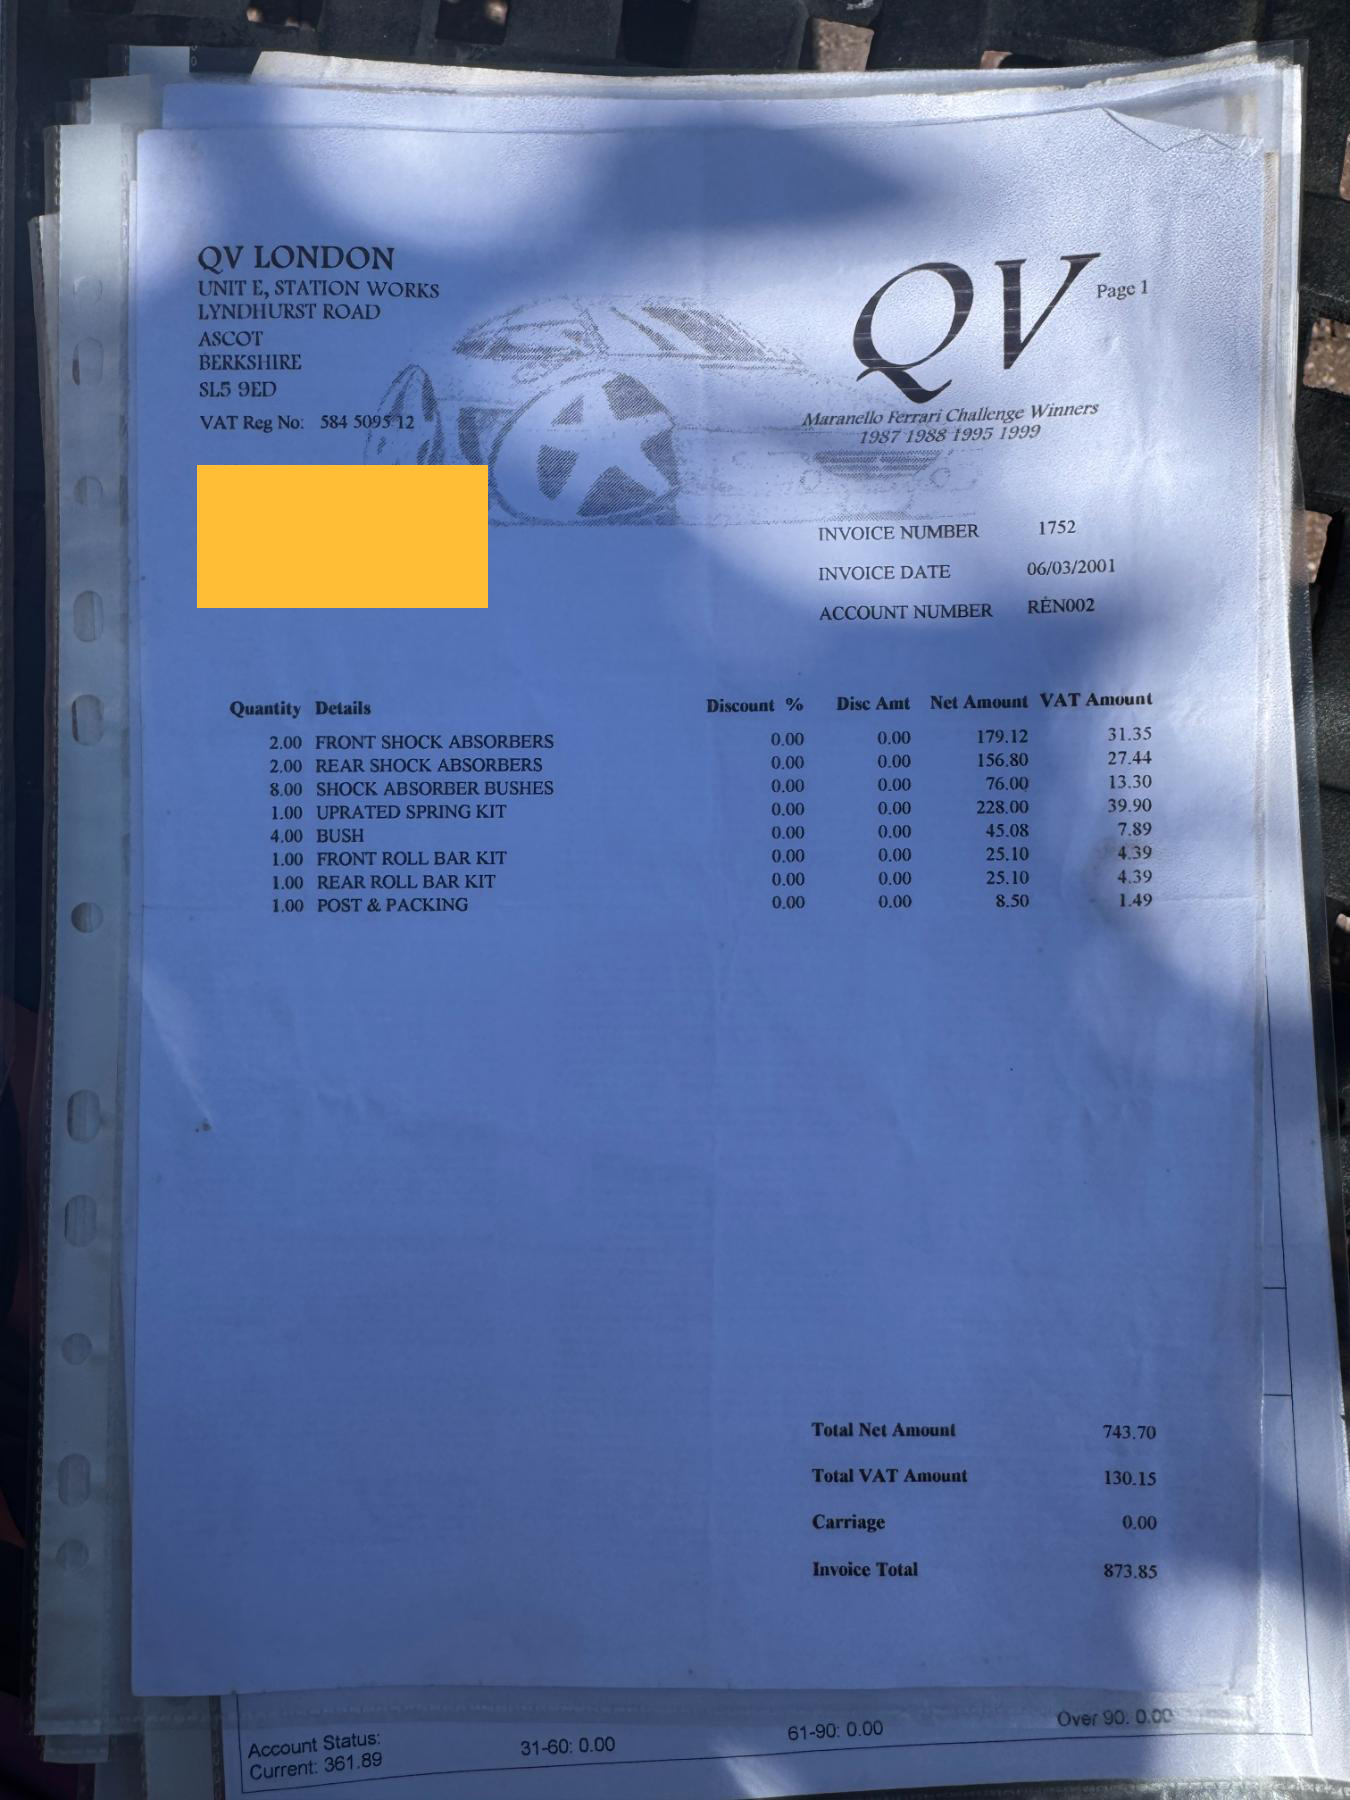 QV LONDON
UNIT E, STATION WORKS
LYNDHURST ROAD
ASCOT
BERKSHIRE
SL5 9ED
VAT Reg No: 584 5095 12
QV
Page 1
Maranello Ferrari Challenge Winners
1987 1988 1995 1999
INVOICE NUMBER 1752
INVOICE DATE 06/03/2001
ACCOUNT NUMBER REN002
Quantity Details Discount % Disc Amt Net Amount VAT Amount
2.00 FRONT SHOCK ABSORBERS 0.00 0.00 179.12 31.35
2.00 REAR SHOCK ABSORBERS 0.00 0.00 156.80 27.44
8.00 SHOCK ABSORBER BUSHES 0.00 0.00 76.00 13.30
1.00 UPRATED SPRING KIT 0.00 0.00 228.00 39.90
4.00 BUSH 0.00 0.00 45.08 7.89
1.00 FRONT ROLL BAR KIT 0.00 0.00 25.10 4.39
1.00 REAR ROLL BAR KIT 0.00 0.00 25.10 4.39
1.00 POST & PACKING 0.00 0.00 8.50 1.49
Total Net Amount 743.70
Total VAT Amount 130.15
Carriage 0.00
Invoice Total 873.85
Account Status:
Current: 361.89 31-60: 0.00 61-90: 0.00 Over 90: 0.00